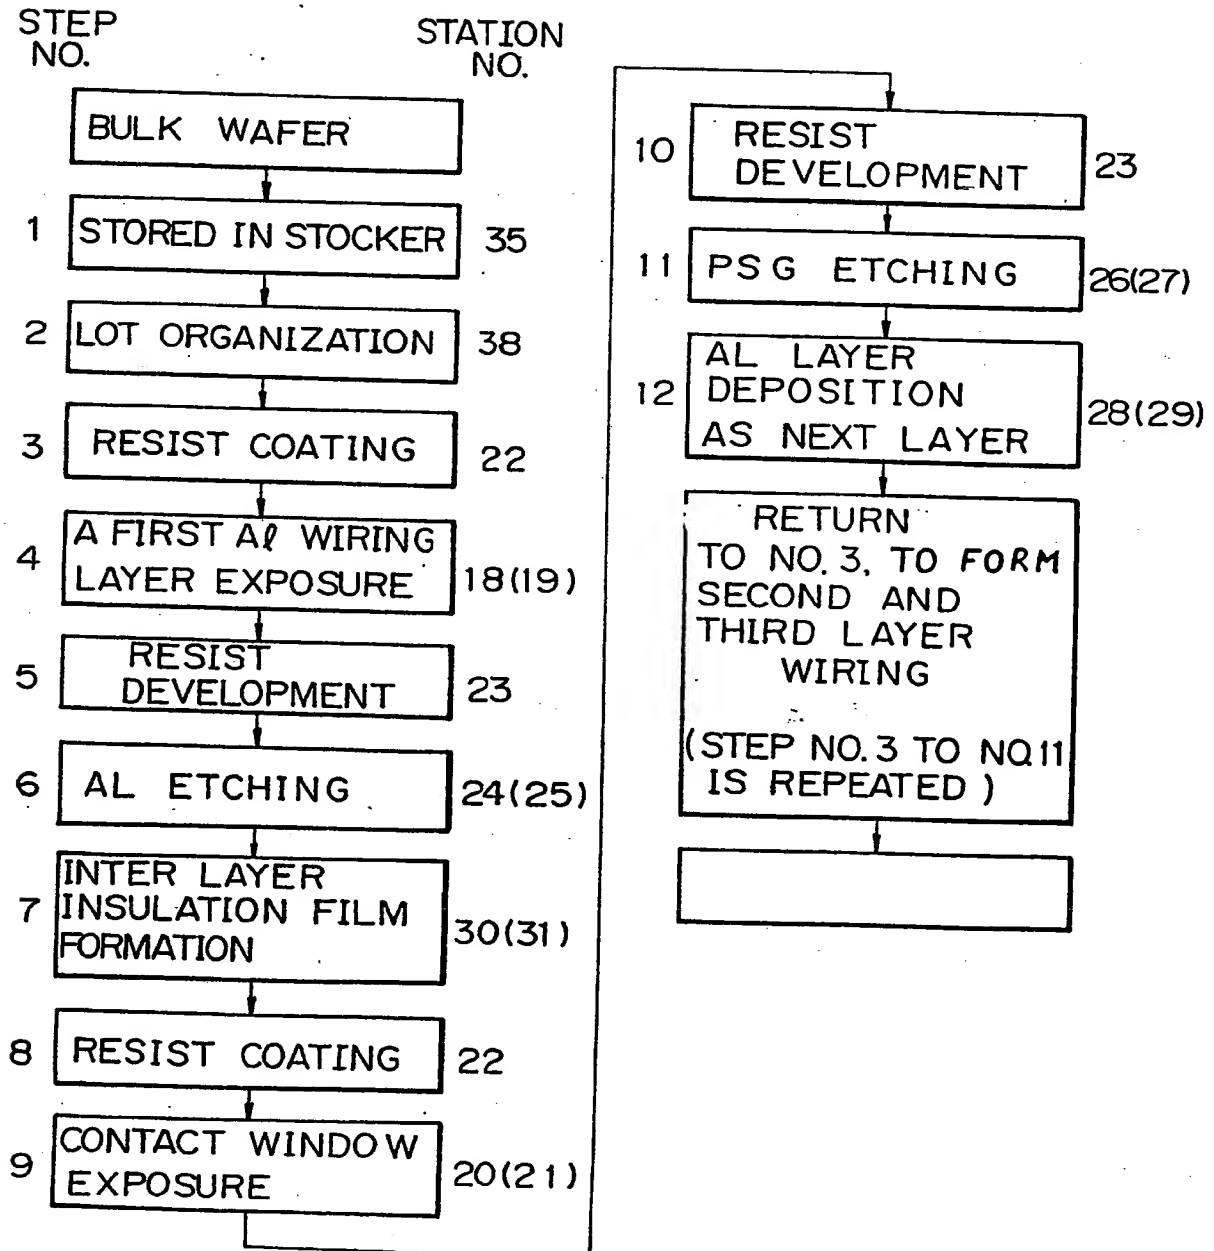 STEP
NO.
STATION
NO.
BULK WAFER
1 STORED IN STOCKER 35
2 LOT ORGANIZATION 38
3 RESIST COATING 22
4 A FIRST Aℓ WIRING
LAYER EXPOSURE 18(19)
5 RESIST
DEVELOPMENT 23
6 AL ETCHING 24(25)
7 INTER LAYER
INSULATION FILM
FORMATION 30(31)
8 RESIST COATING 22
9 CONTACT WINDOW
EXPOSURE 20(21)
10 RESIST
DEVELOPMENT 23
11 PSG ETCHING 26(27)
12 AL LAYER
DEPOSITION
AS NEXT LAYER 28(29)
RETURN
TO NO. 3, TO FORM
SECOND AND
THIRD LAYER
WIRING
(STEP NO. 3 TO NO.11
IS REPEATED )